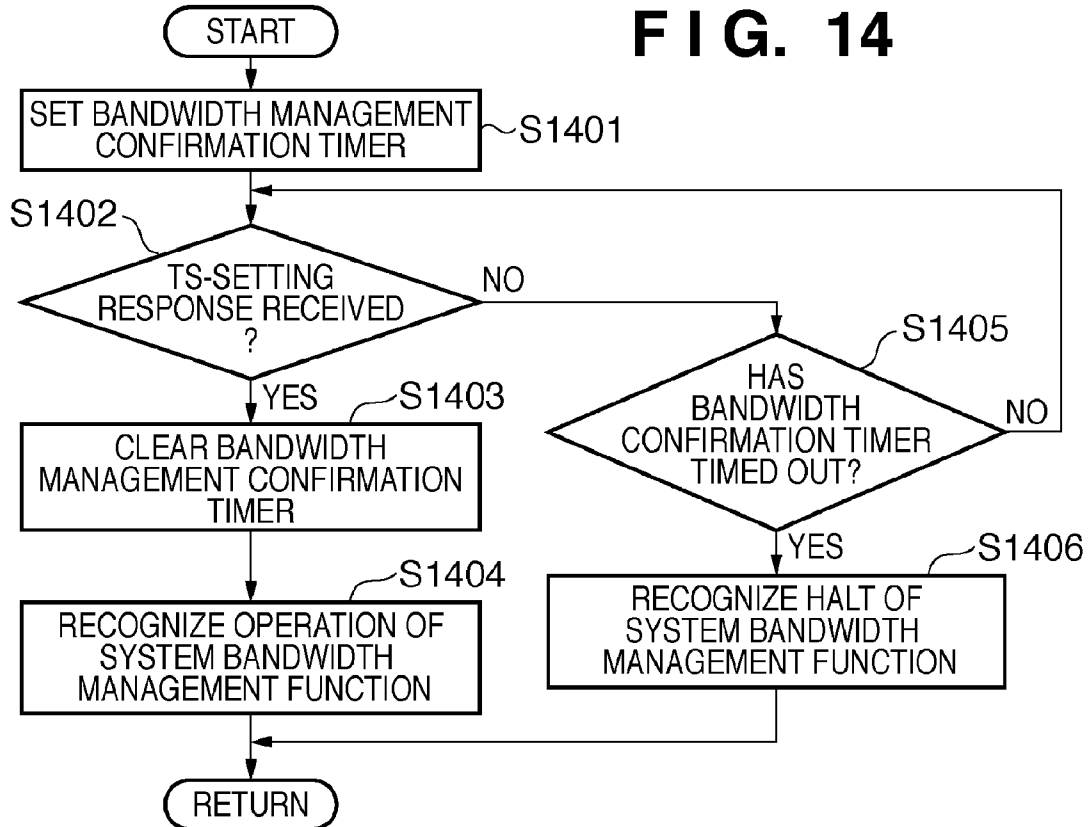 FIG. 14
START
SET BANDWIDTH MANAGEMENT
CONFIRMATION TIMER
S1401
S1402
TS-SETTING
RESPONSE RECEIVED
?
NO
YES
S1403
CLEAR BANDWIDTH
MANAGEMENT CONFIRMATION
TIMER
S1404
RECOGNIZE OPERATION OF
SYSTEM BANDWIDTH
MANAGEMENT FUNCTION
S1405
HAS
BANDWIDTH
CONFIRMATION TIMER
TIMED OUT?
NO
YES
S1406
RECOGNIZE HALT OF
SYSTEM BANDWIDTH
MANAGEMENT FUNCTION
RETURN